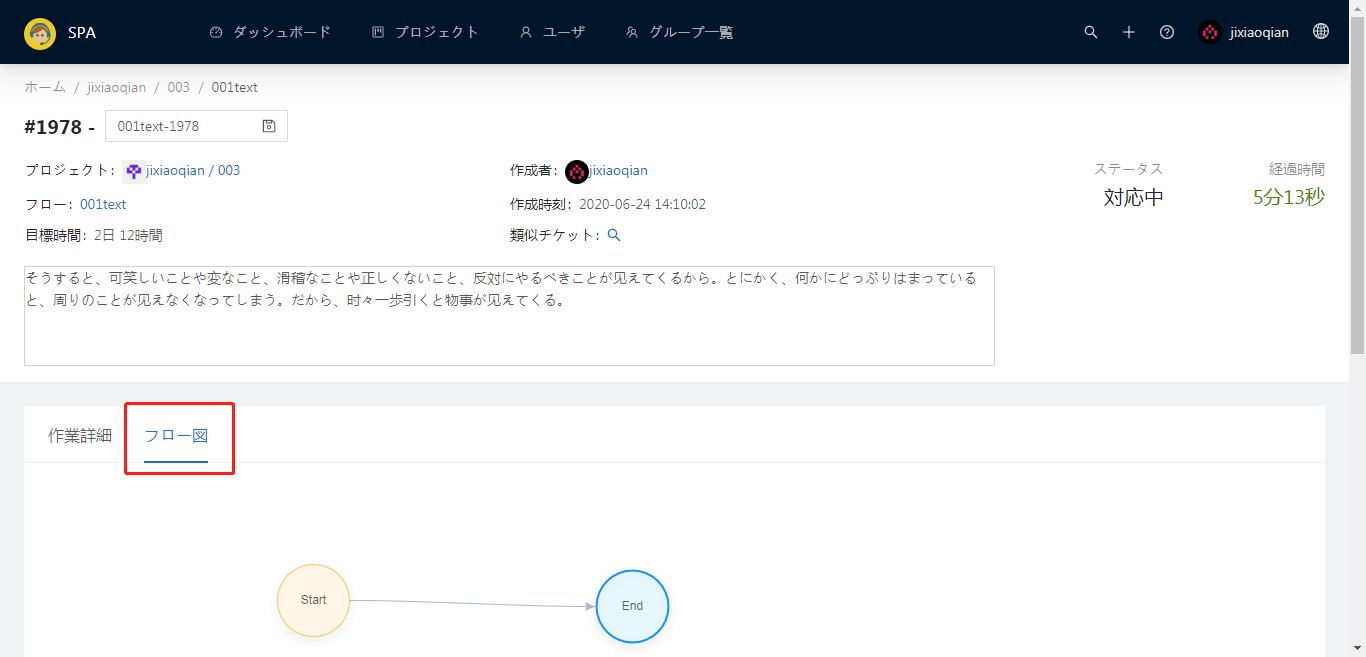 SPA ダッシュボード プロジェクト ユーザ グループ一覧 jixiaoqian
ホーム / jixiaoqian / 003 / 001text
#1978 - 001text-1978
プロジェクト: jixiaoqian / 003 作成者: jixiaoqian ステータス 経過時間
フロー: 001text 作成時刻: 2020-06-24 14:10:02 対応中 5分13秒
目標時間: 2日 12時間 類似チケット:
そうすると、可笑しいことや变なこと、滑稽なことや正しくないこと、反対にやるべきことが见えてくるから。とにかく、何かにどっぷりはまっている
と、周りのことが见えなくなってしまう。だから、时々一歩引くと物事が见えてくる。
作業詳細 フロー図
Start End